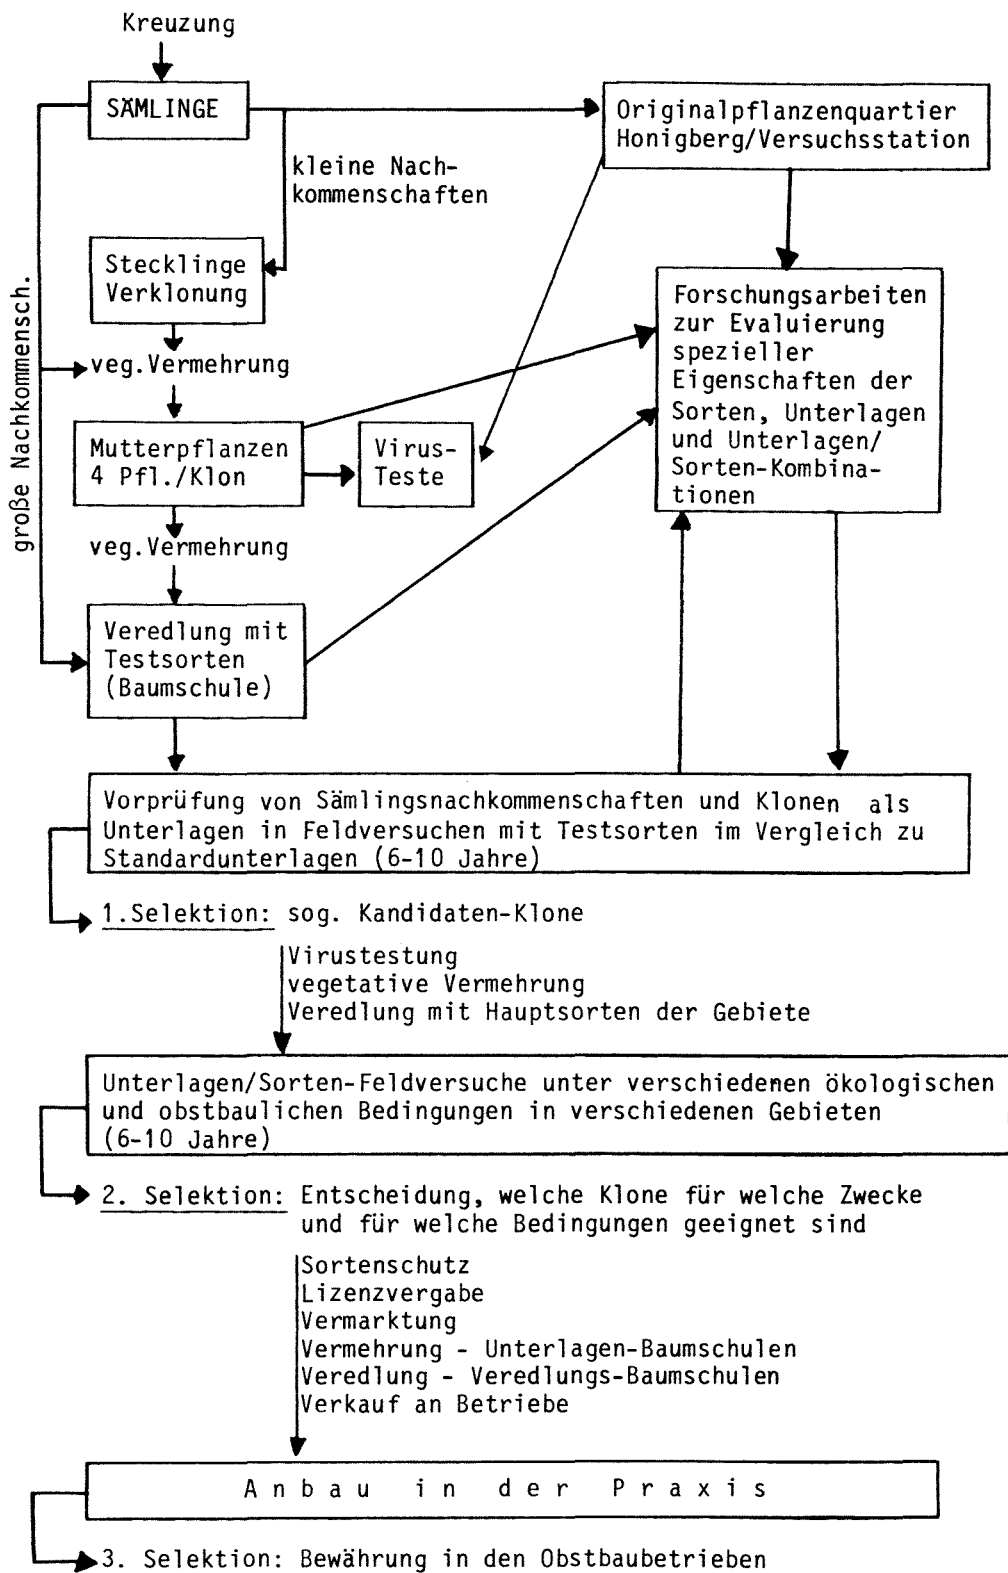 Kreuzung
SÄMLINGE
Originalpflanzenquartier
Honigberg/Versuchsstation
kleine Nach-
kommenschaften
große Nachkommensch.
Stecklinge
Verklonung
veg.Vermehrung
Mutterpflanzen
4 Pfl./Klon
Virus-
Teste
Forschungsarbeiten
zur Evaluierung
spezieller
Eigenschaften der
Sorten, Unterlagen
und Unterlagen/
Sorten-Kombina-
tionen
veg.Vermehrung
Veredlung mit
Testsorten
(Baumschule)
Vorprüfung von Sämlingsnachkommenschaften und Klonen als
Unterlagen in Feldversuchen mit Testsorten im Vergleich zu
Standardunterlagen (6-10 Jahre)
1.Selektion: sog. Kandidaten-Klone
Virustestung
vegetative Vermehrung
Veredlung mit Hauptsorten der Gebiete
Unterlagen/Sorten-Feldversuche unter verschiedenen ökologischen
und obstbaulichen Bedingungen in verschiedenen Gebieten
(6-10 Jahre)
2. Selektion: Entscheidung, welche Klone für welche Zwecke
und für welche Bedingungen geeignet sind
Sortenschutz
Lizenzvergabe
Vermarktung
Vermehrung - Unterlagen-Baumschulen
Veredlung - Veredlungs-Baumschulen
Verkauf an Betriebe
Anbau in der Praxis
3. Selektion: Bewährung in den Obstbaubetrieben